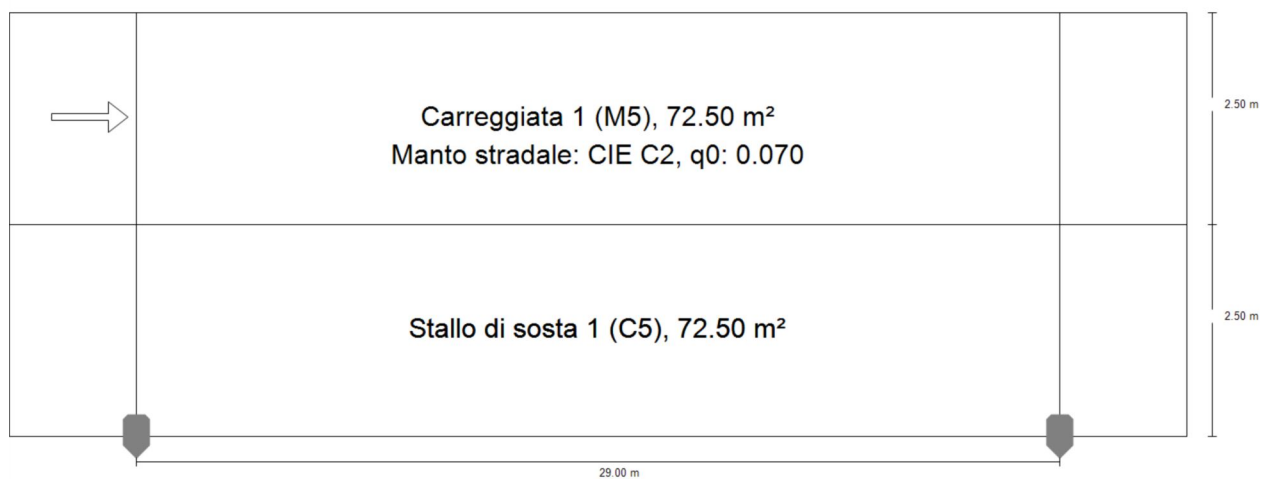 Carreggiata 1 (M5), 72.50 m²
Manto stradale: CIE C2, q0: 0.070
2.50 m
Stallo di sosta 1 (C5), 72.50 m²
2.50 m
29.00 m